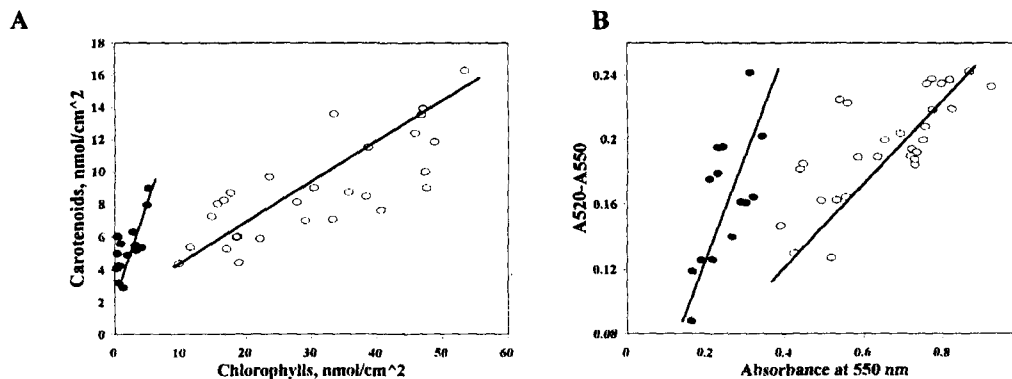 A
B
Carotenoids, nmol/cm^2
18
16
14
12
10
8
6
4
2
0
0 10 20 30 40 50 60
Chlorophylls, nmol/cm^2
A520-A550
0.24
0.2
0.16
0.12
0.08
0 0.2 0.4 0.6 0.8
Absorbance at 550 nm